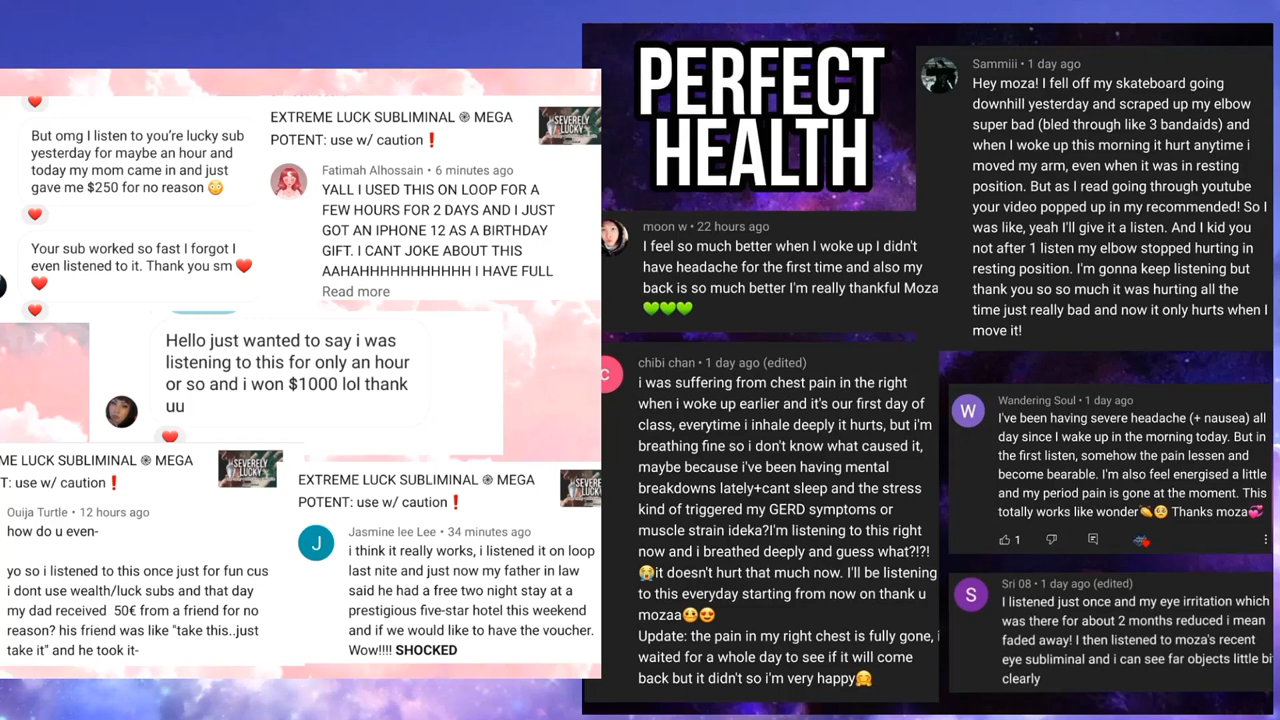 But omg I listen to you're lucky sub
yesterday for maybe an hour and
today my mom came in and just
gave me $250 for no reason 😳
Your sub worked so fast I forgot I
even listened to it. Thank you sm ❤️
❤️
EXTREME LUCK SUBLIMINAL ֎ MEGA
POTENT: use w/ caution❗
SEVERELY
LUCKY
Fatimah Alhossain • 6 minutes ago
YALL I USED THIS ON LOOP FOR A
FEW HOURS FOR 2 DAYS AND I JUST
GOT AN IPHONE 12 AS A BIRTHDAY
GIFT. I CANT JOKE ABOUT THIS
AAHAHHHHHHHHHHH I HAVE FULL
Read more
Hello just wanted to say i was
listening to this for only an hour
or so and i won $1000 lol thank
uu
ME LUCK SUBLIMINAL ֎ MEGA
T: use w/ caution❗
SEVERELY
LUCKY
Ouija Turtle • 12 hours ago
how do u even-
yo so i listened to this once just for fun cus
i dont use wealth/luck subs and that day
my dad received 50€ from a friend for no
reason? his friend was like "take this..just
take it" and he took it-
EXTREME LUCK SUBLIMINAL ֎ MEGA
POTENT: use w/ caution❗
J
Jasmine lee Lee • 34 minutes ago
i think it really works, i listened it on loop
last nite and just now my father in law
said he had a free two night stay at a
prestigious five-star hotel this weekend
and if we would like to have the voucher.
Wow!!!! SHOCKED
PERFECT
HEALTH
moon w • 22 hours ago
I feel so much better when I woke up I didn't
have headache for the first time and also my
back is so much better I'm really thankful Moza
💚💚💚
C
chibi chan • 1 day ago (edited)
i was suffering from chest pain in the right
when i woke up earlier and it's our first day of
class, everytime i inhale deeply it hurts, but i'm
breathing fine so i don't know what caused it,
maybe because i've been having mental
breakdowns lately+cant sleep and the stress
kind of triggered my GERD symptoms or
muscle strain ideka?I'm listening to this right
now and i breathed deeply and guess what?!?!
😭it doesn't hurt that much now. I'll be listening
to this everyday starting from now on thank u
mozaa🥲😍
Update: the pain in my right chest is fully gone, i
waited for a whole day to see if it will come
back but it didn't so i'm very happy🤗
Sammiii • 1 day ago
Hey moza! I fell off my skateboard going
downhill yesterday and scraped up my elbow
super bad (bled through like 3 bandaids) and
when I woke up this morning it hurt anytime i
moved my arm, even when it was in resting
position. But as I read going through youtube
your video popped up in my recommended! So I
was like, yeah I'll give it a listen. And I kid you
not after 1 listen my elbow stopped hurting in
resting position. I'm gonna keep listening but
thank you so so much it was hurting all the
time just really bad and now it only hurts when I
move it!
W
Wandering Soul • 1 day ago
I've been having severe headache (+ nausea) all
day since I wake up in the morning today. But in
the first listen, somehow the pain lessen and
become bearable. I'm also feel energised a little
and my period pain is gone at the moment. This
totally works like wonder👏🥺 Thanks moza💞
1
S
Sri 08 • 1 day ago (edited)
I listened just once and my eye irritation which
was there for about 2 months reduced i mean
faded away! I then listened to moza's recent
eye subliminal and i can see far objects little bi
clearly